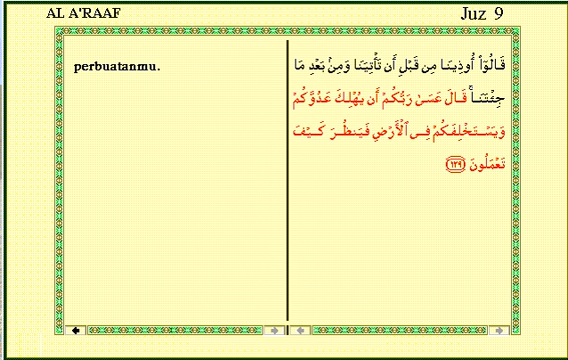 AL A'RAAF
Juz 9
perbuatanmu.
قَالُوٓا۟ أُوذِينَا مِن قَبْلِ أَن تَأْتِيَنَا وَمِنۢ بَعْدِ مَا
جِئْتَنَا ۚ قَالَ عَسَىٰ رَبُّكُمْ أَن يُهْلِكَ عَدُوَّكُمْ
وَيَسْتَخْلِفَكُمْ فِى ٱلْأَرْضِ فَيَنظُرَ كَيْفَ
تَعْمَلُونَ ١٢٩